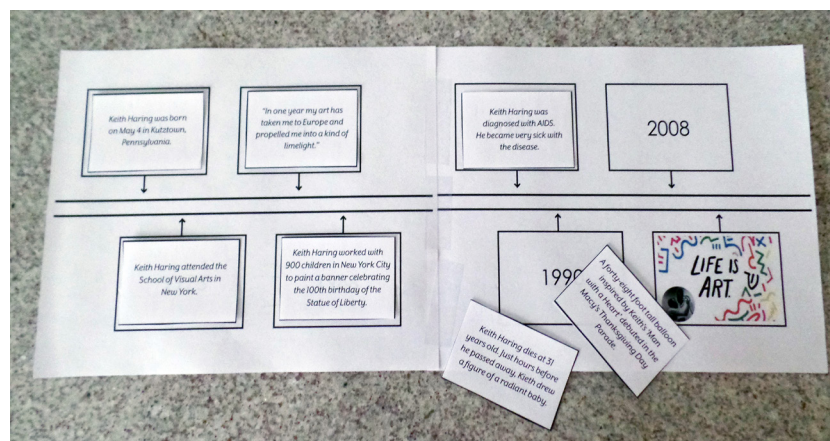 Keith Haring was born
on May 4 in Kutztown,
Pennsylvania.
"In one year my art has
taken me to Europe and
propelled me into a kind of
limelight."
Keith Haring was
diagnosed with AIDS.
He became very sick with
the disease.
2008
Keith Haring attended the
School of Visual Arts in
New York.
Keith Haring worked with
900 children in New York City
to paint a banner celebrating
the 100th birthday of the
Statue of Liberty.
199
Keith Haring dies at 31
years old. Just hours before
he passed away, Kieth drew
a figure of a radiant baby.
A forty-eight foot tall balloon
inspired by Keith's 'Man
with a Heart' debuted in the
Macy's Thanksgiving Day
Parade.
LIFE IS
ART.